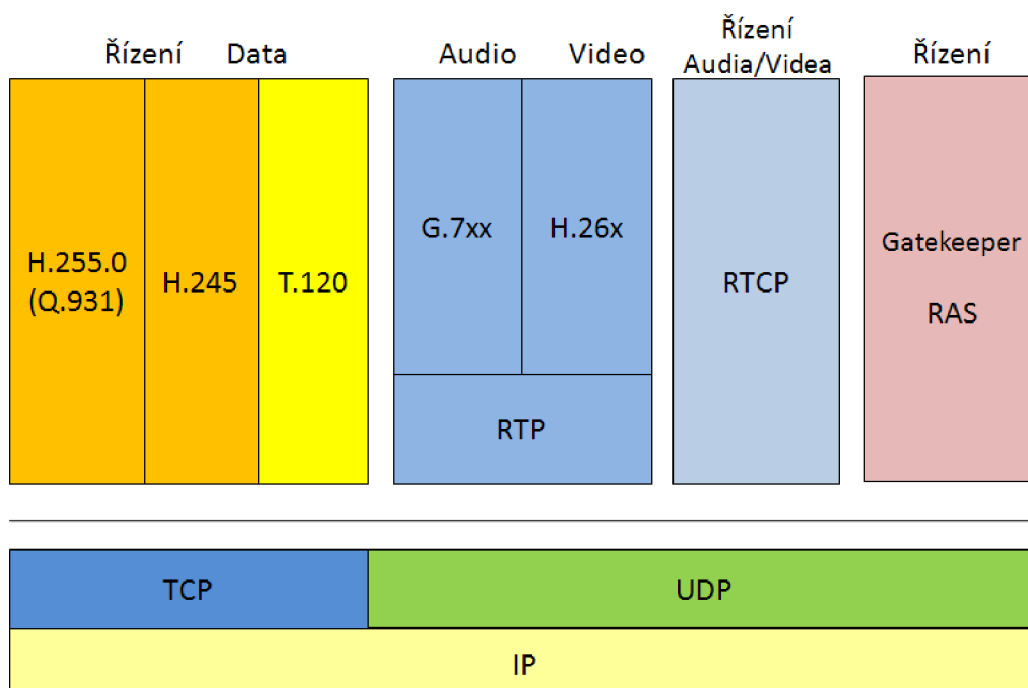 Řízení Data
Audio Video
Řízení
Audia/Videa
Řízení
H.255.0
(Q.931)
H.245
T.120
G.7xx
H.26x
RTP
RTCP
Gatekeeper
RAS
TCP
UDP
IP